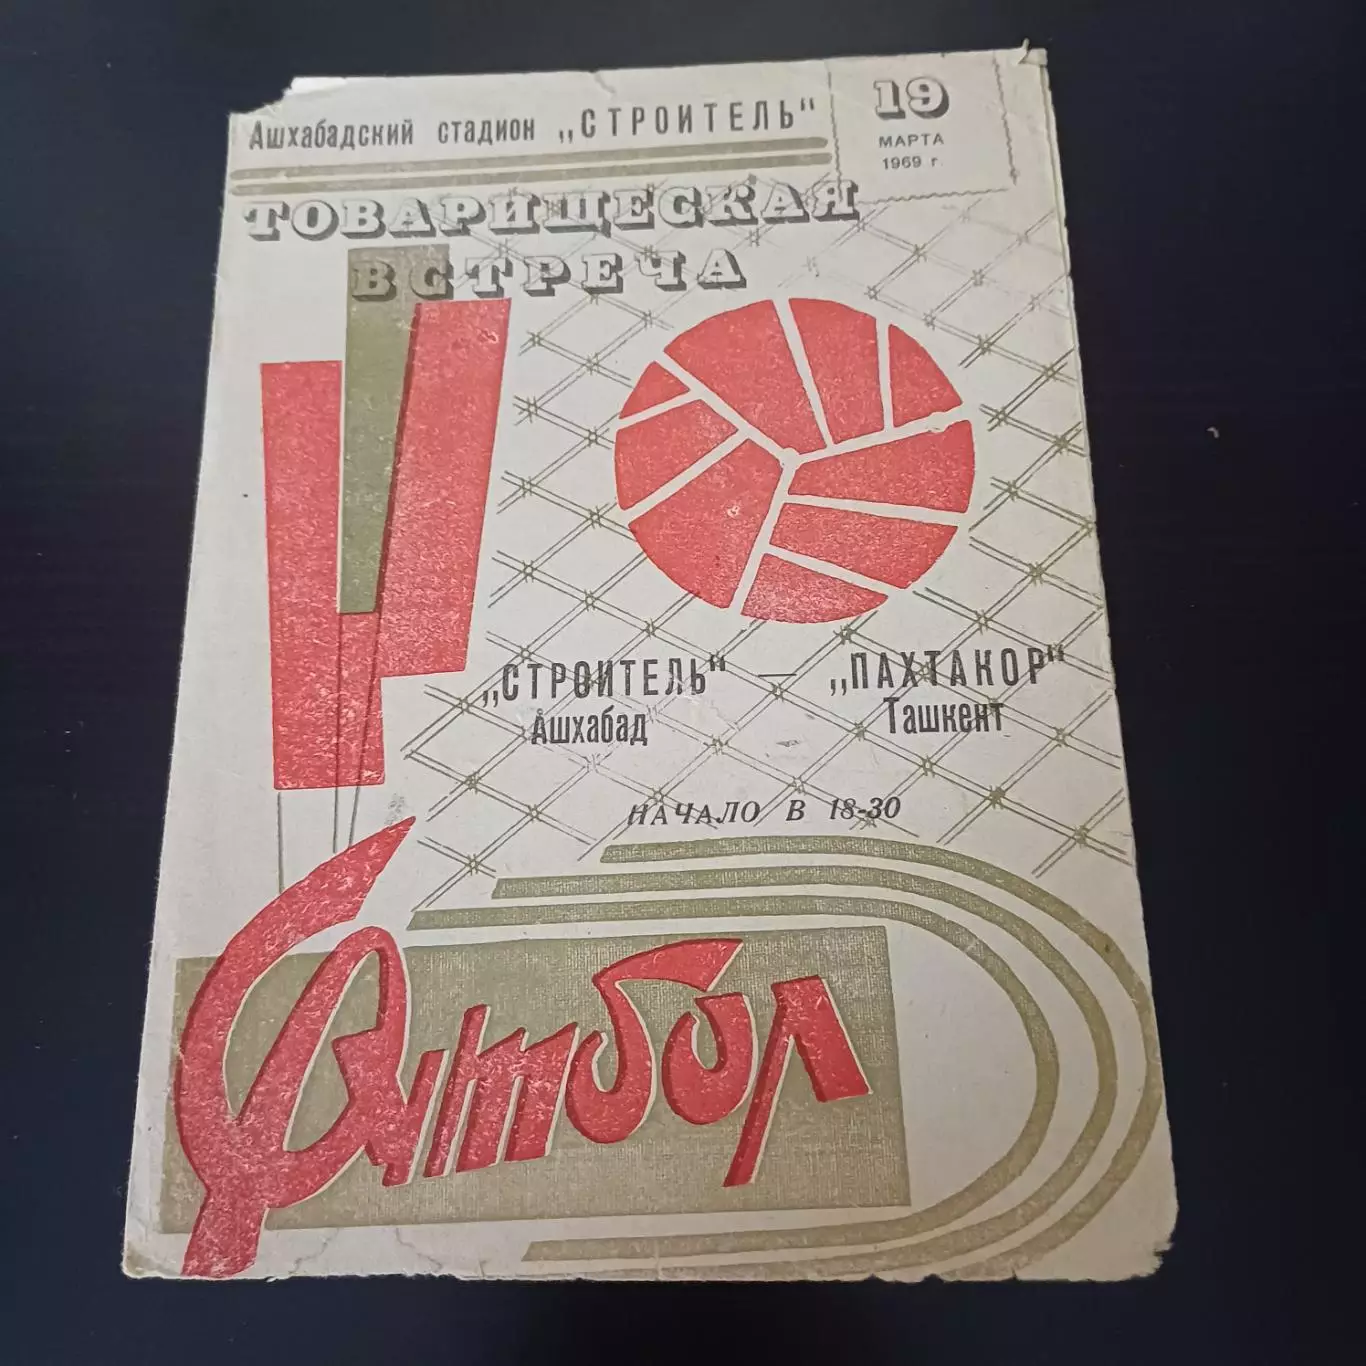 Ашхабадский стадион „СТРОИТЕЛЬ"
19
МАРТА
1969 г.
ТОВАРИЩЕСКАЯ
ВСТРЕЧА
„СТРОИТЕЛЬ" — „ПАХТАКОР"
Ашхабад Ташкент
НАЧАЛО В 18-30
Футбол